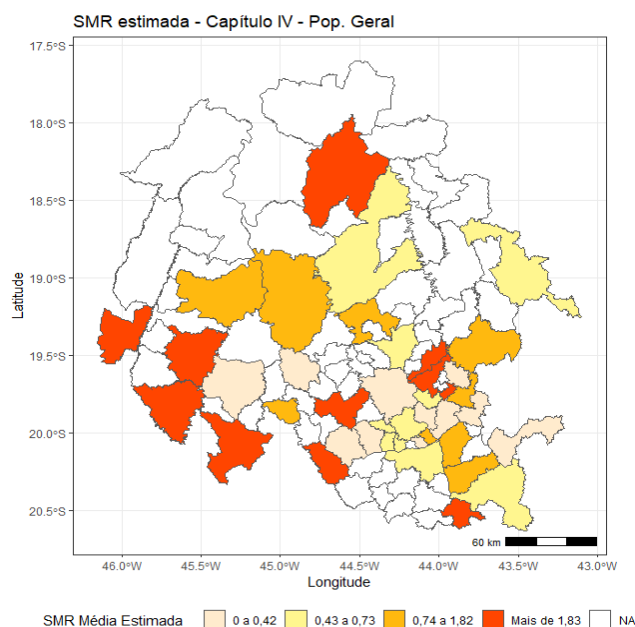 SMR estimada - Capítulo IV - Pop. Geral
17.5°S
18.0°S
18.5°S
19.0°S
19.5°S
20.0°S
20.5°S
Latitude
60 km
46.0°W 45.5°W 45.0°W 44.5°W 44.0°W 43.5°W 43.0°W
Longitude
SMR Média Estimada 0 a 0,42 0,43 a 0,73 0,74 a 1,82 Mais de 1,83 NA